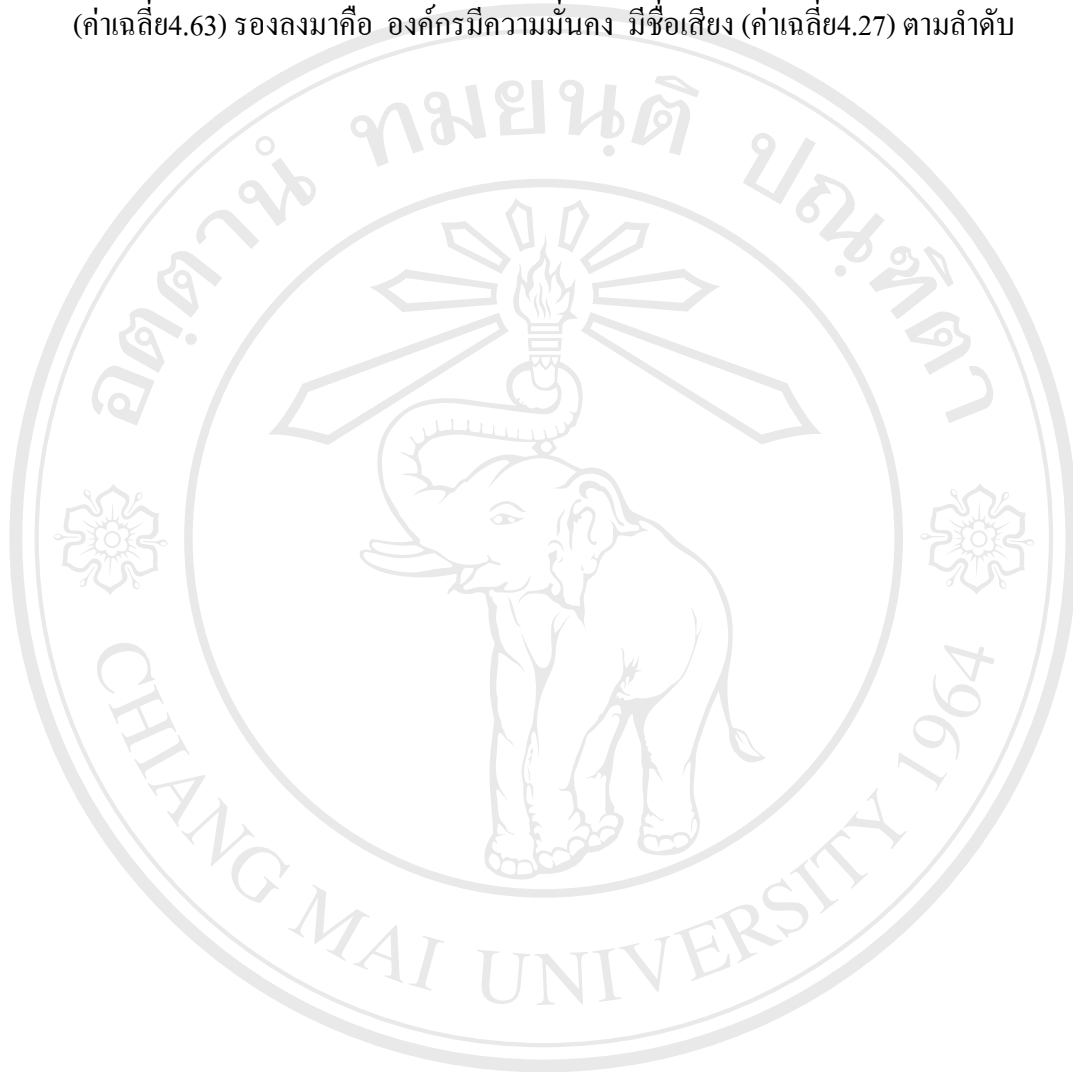 (ค่าเฉลี่ย4.63) รองลงมาคือ องค์กรมีความมั่นคง มีชื่อเสียง (ค่าเฉลี่ย4.27) ตามลำดับ
อตฺตานํ ทมยนฺติ ปณฺฑิตา
CHIANG MAI UNIVERSITY 1964